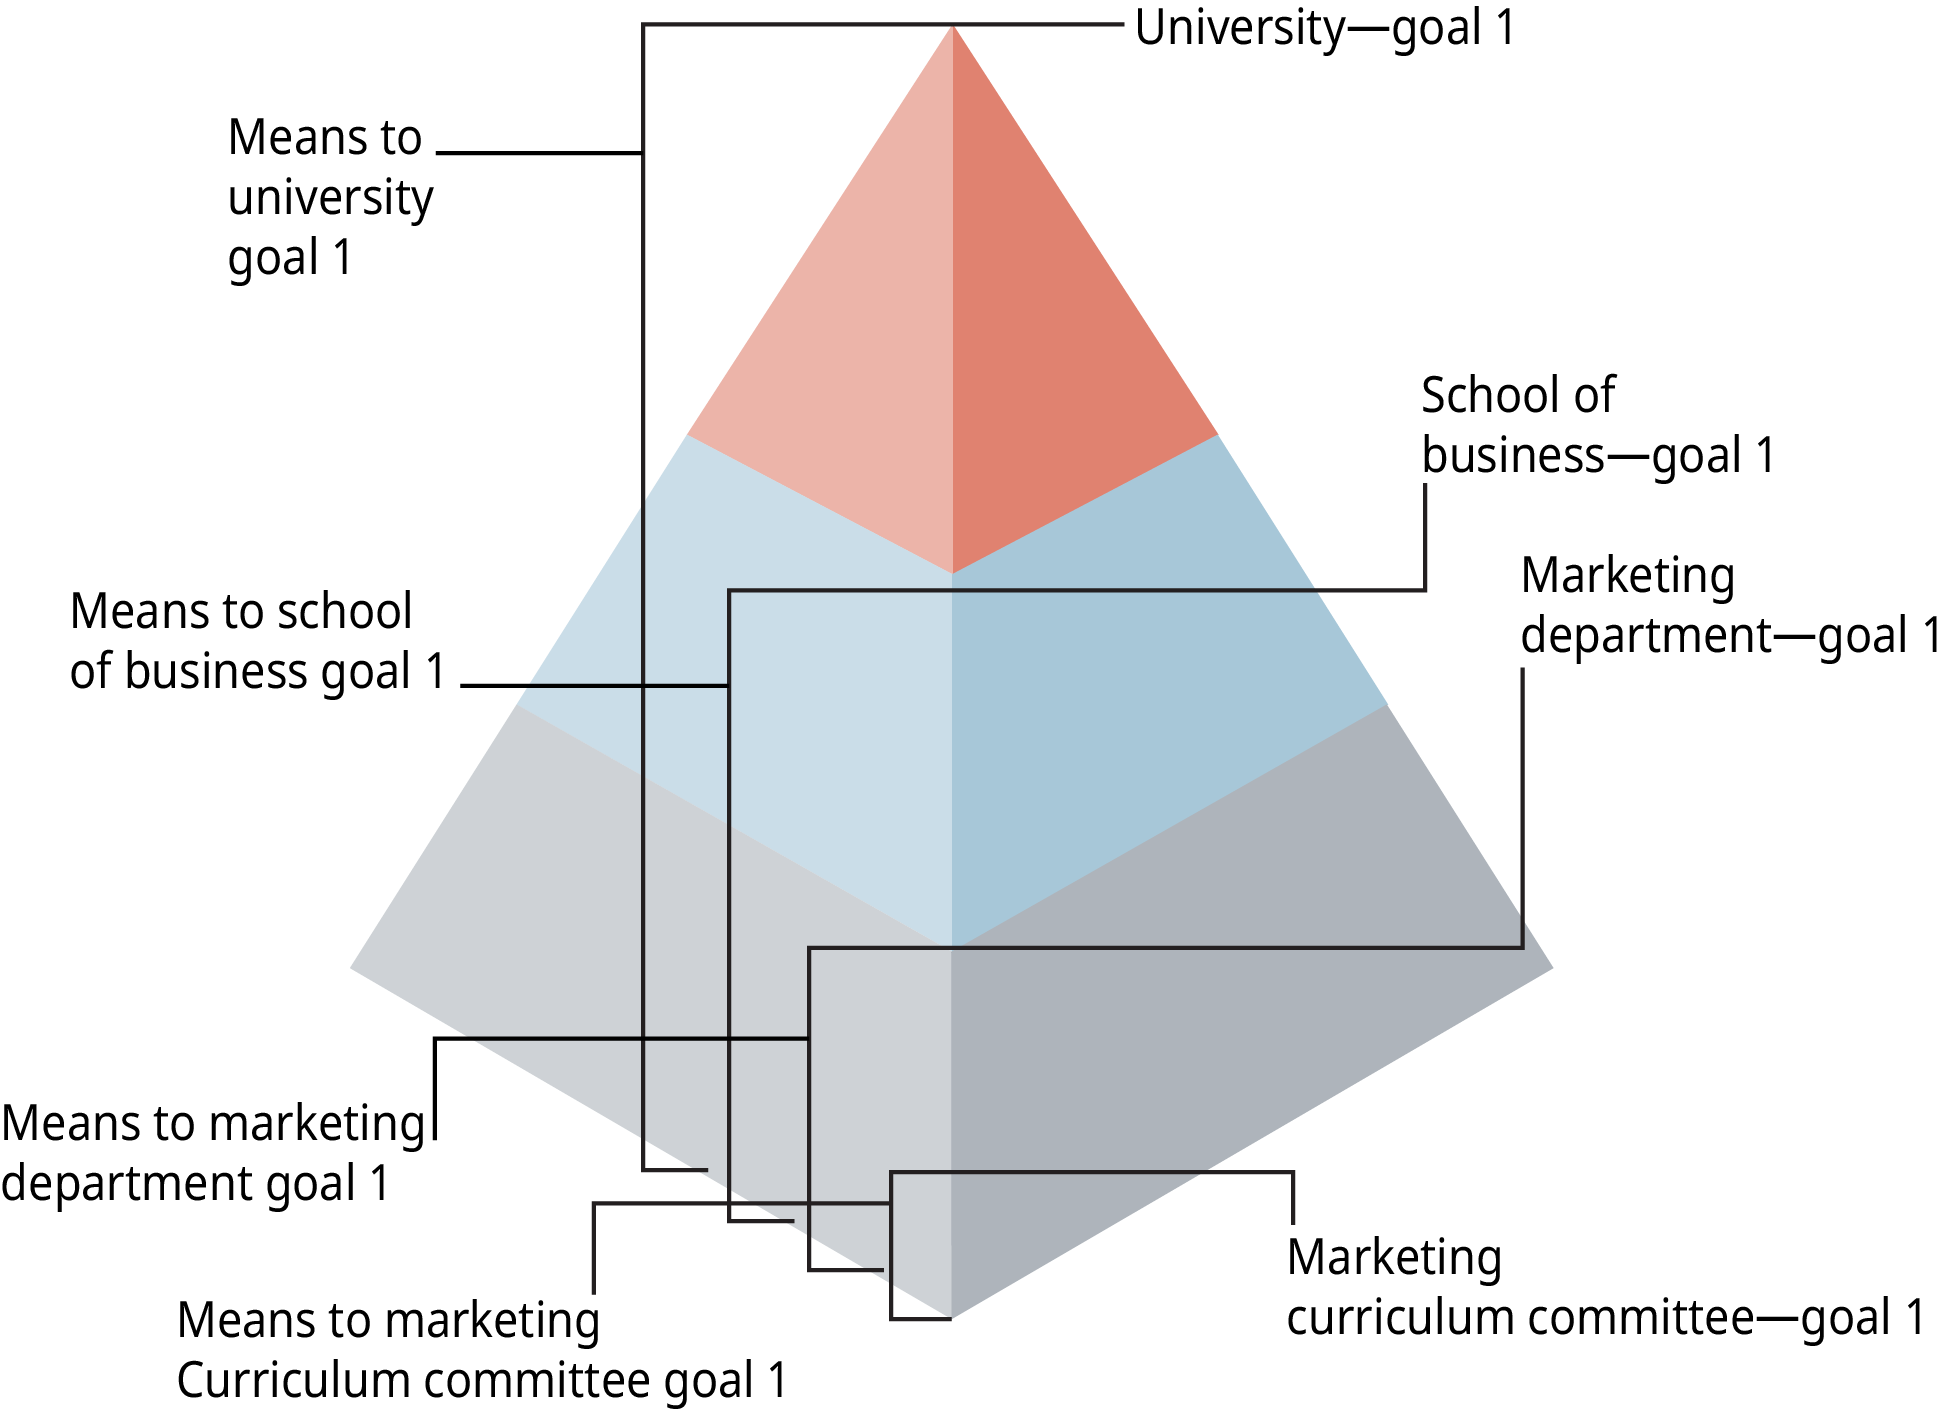 University—goal 1
Means to
university
goal 1
School of
business—goal 1
Marketing
department—goal 1
Means to school
of business goal 1
Means to marketing
department goal 1
Marketing
curriculum committee—goal 1
Means to marketing
Curriculum committee goal 1